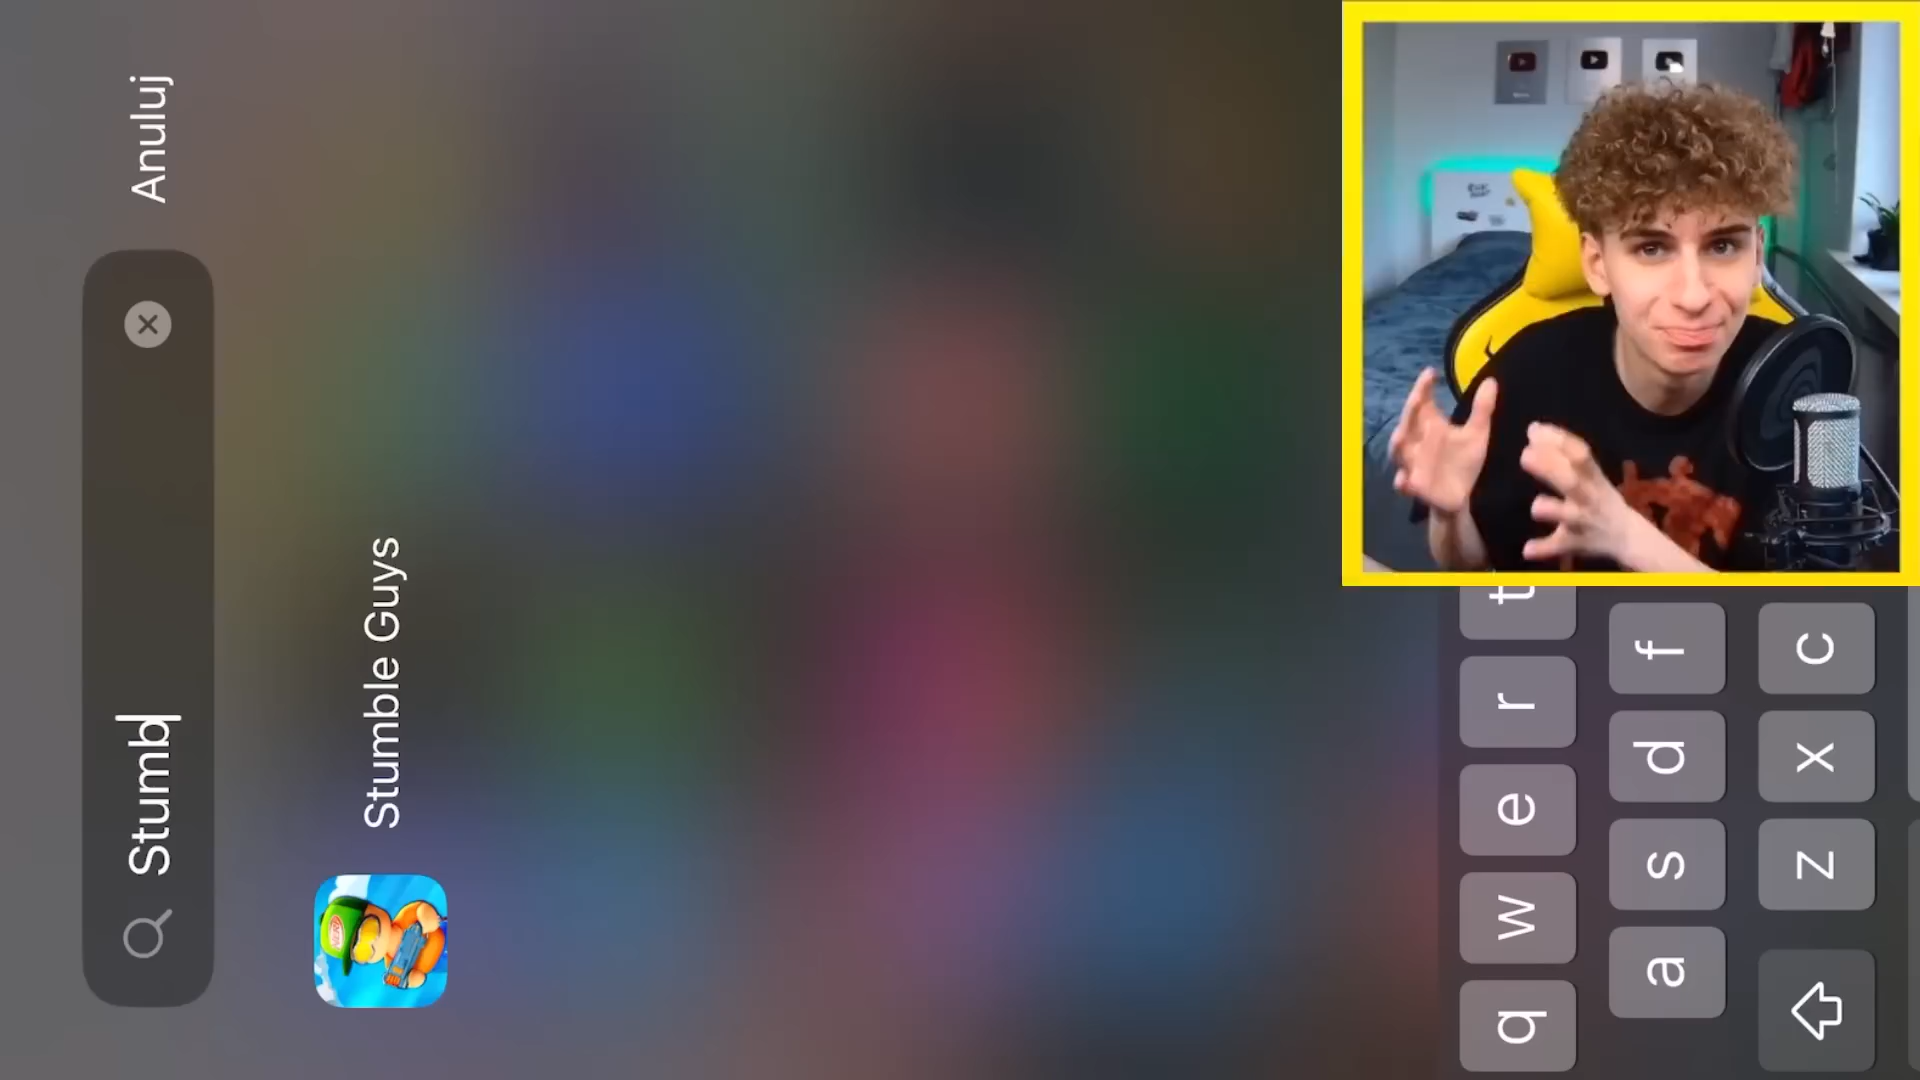 Stumb
Anuluj
Stumble Guys
q w e r t
a s d f
z x c